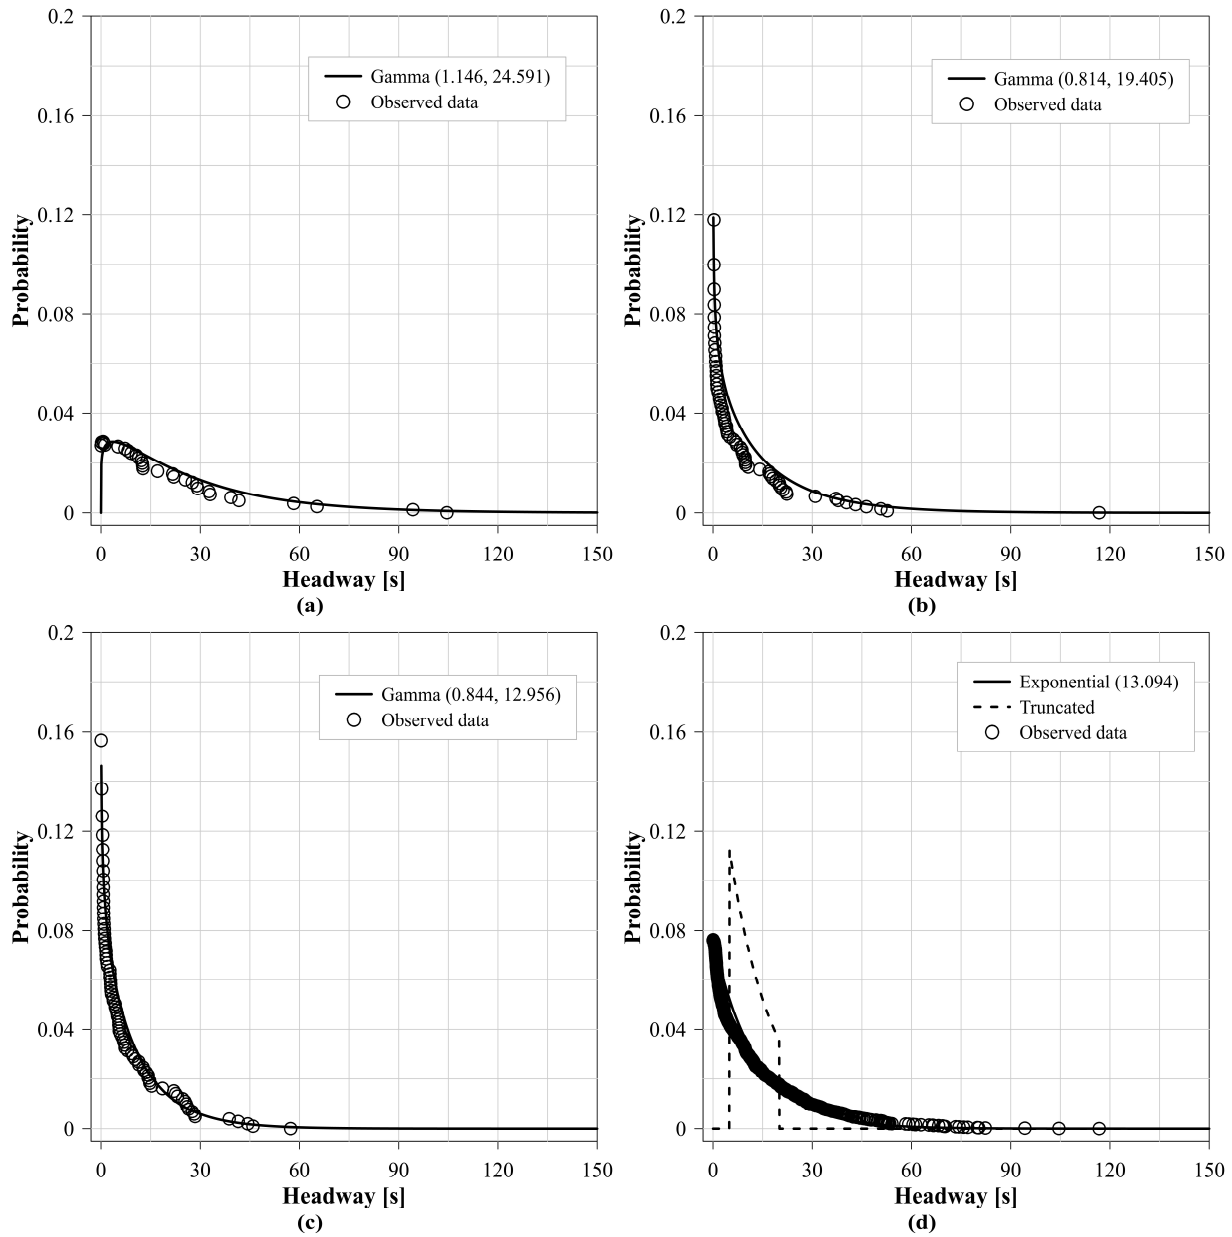 0.2
0.16
0.12
0.08
0.04
0
Probability
Gamma (1.146, 24.591)
Observed data
0 30 60 90 120 150
Headway [s]
(a)
0.2
0.16
0.12
0.08
0.04
0
Probability
Gamma (0.814, 19.405)
Observed data
0 30 60 90 120 150
Headway [s]
(b)
0.2
0.16
0.12
0.08
0.04
0
Probability
Gamma (0.844, 12.956)
Observed data
0 30 60 90 120 150
Headway [s]
(c)
0.2
0.16
0.12
0.08
0.04
0
Probability
Exponential (13.094)
Truncated
Observed data
0 30 60 90 120 150
Headway [s]
(d)